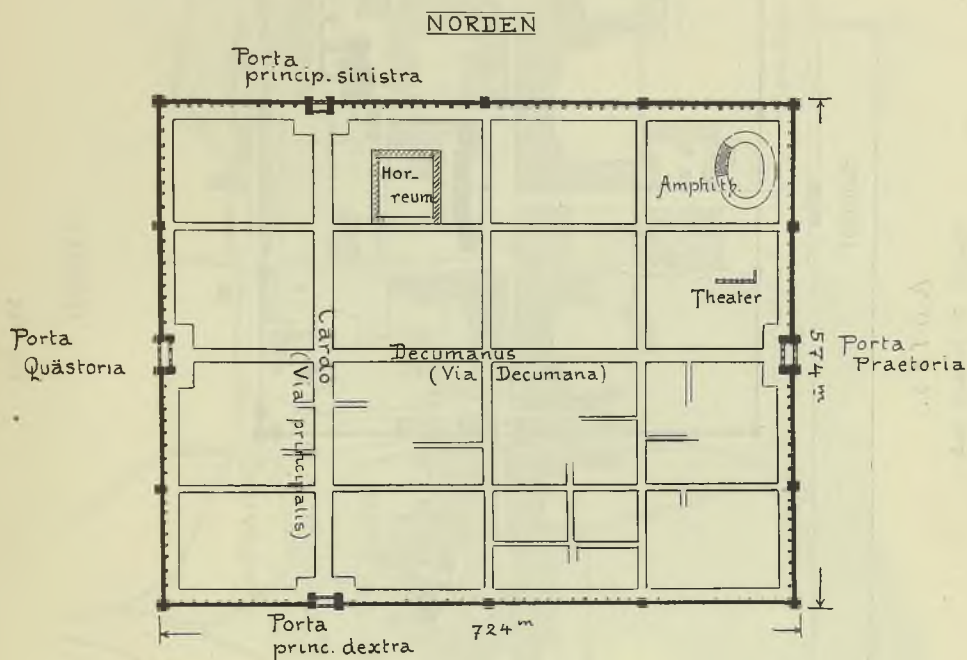 NORDEN
Porta
princip. sinistra
Hor-
reum
Amphith.
Theater
Porta
Quästoria
Cardo
(Via principalis)
Decumanus
(Via Decumana)
574 m
Porta
Praetoria
Porta
princ. dextra
724 m